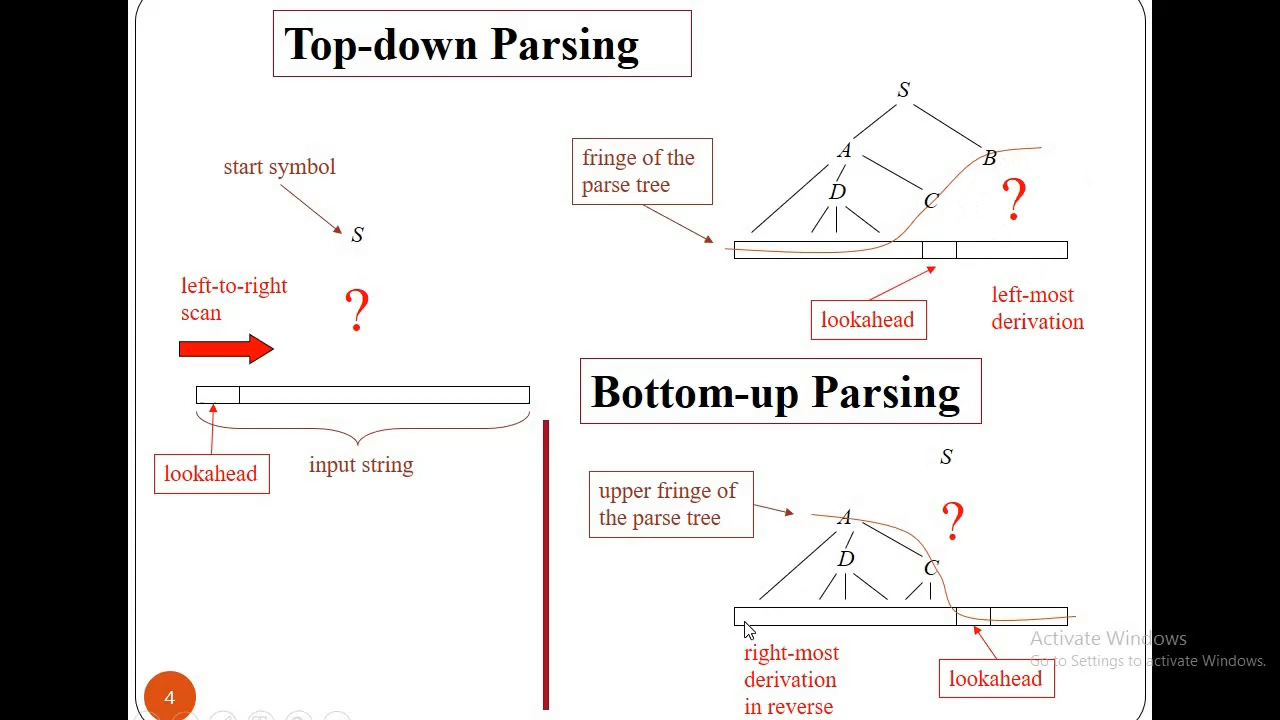 Top-down Parsing
start symbol
S
left-to-right
scan
?
lookahead
input string
S
fringe of the
parse tree
A
B
D
C
?
lookahead
left-most
derivation
Bottom-up Parsing
S
upper fringe of
the parse tree
A
?
D
C
right-most
derivation
in reverse
lookahead
Activate Windows
Go to Settings to activate Windows.
4